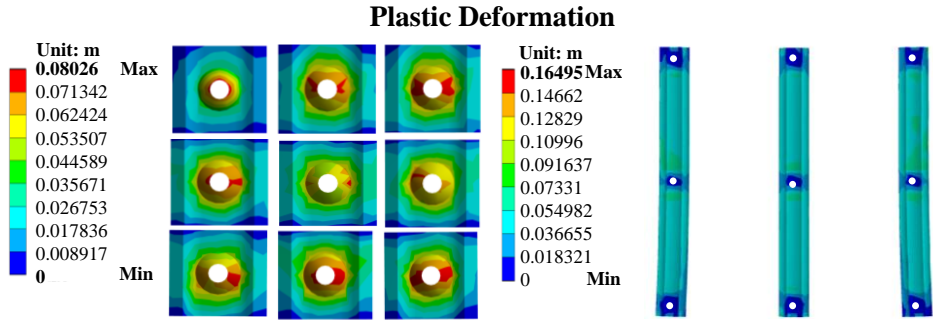 Plastic Deformation
Unit: m
0.08026 Max
0.071342
0.062424
0.053507
0.044589
0.035671
0.026753
0.017836
0.008917
0 Min
Unit: m
0.16495 Max
0.14662
0.12829
0.10996
0.091637
0.07331
0.054982
0.036655
0.018321
0 Min